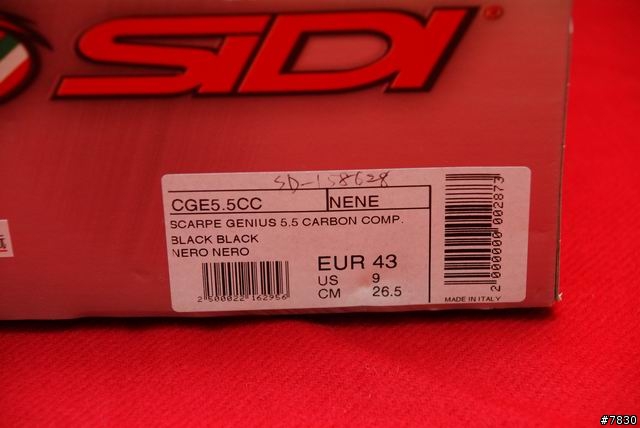 SIDI®
SD-158628
CGE5.5CC NENE
SCARPE GENIUS 5.5 CARBON COMP.
BLACK BLACK
NERO NERO
EUR 43
US 9
CM 26.5
2 500022 162956
2 000000 002873
MADE IN ITALY
#7830